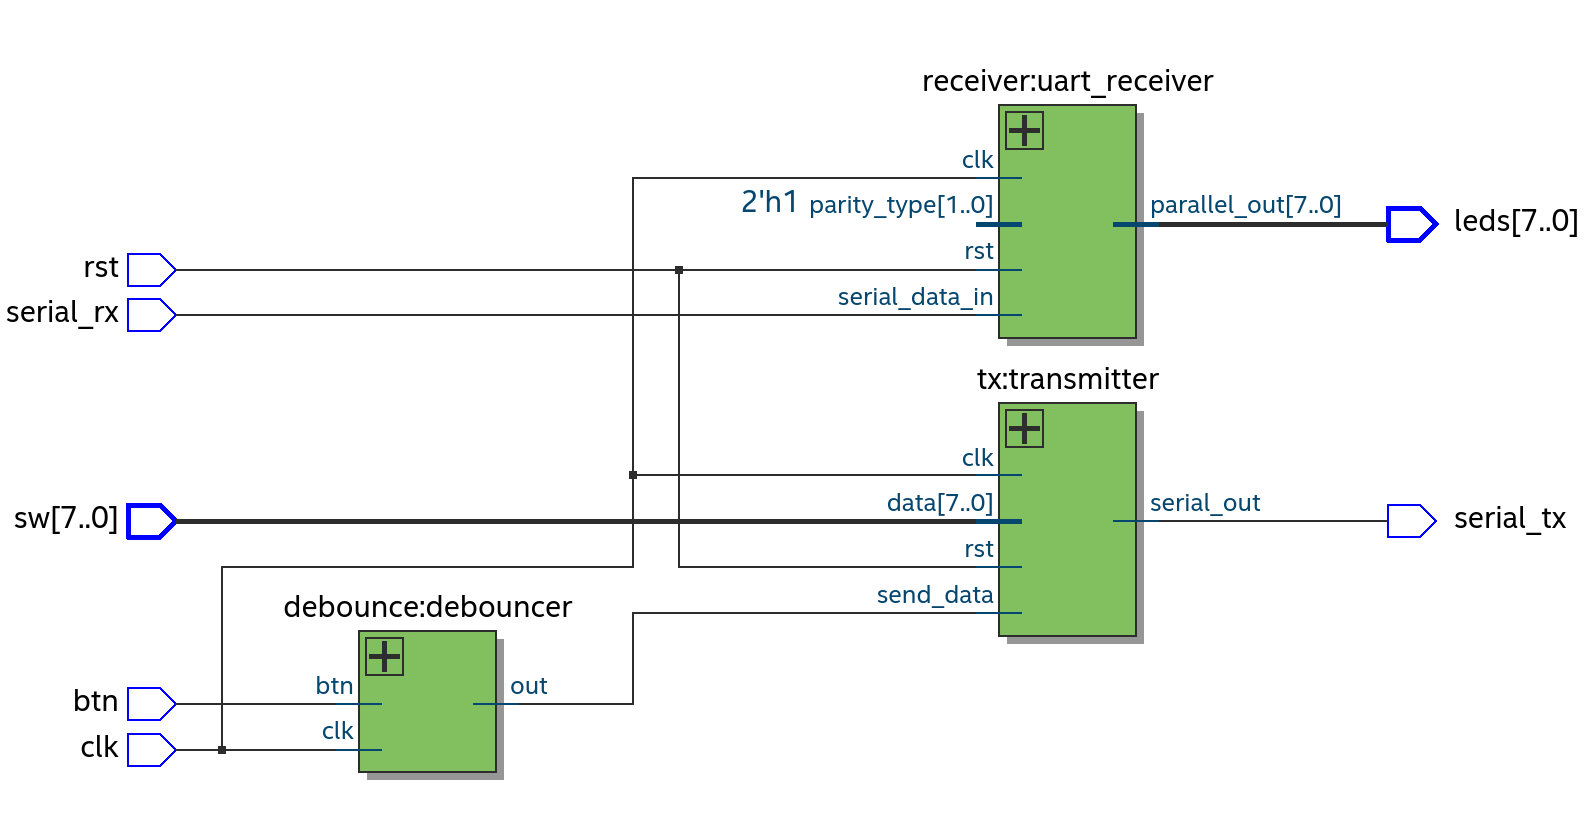 receiver:uart_receiver
clk
2'h1 parity_type[1..0]
parallel_out[7..0]
leds[7..0]
rst
rst
serial_data_in
serial_rx
tx:transmitter
clk
data[7..0]
serial_out
sw[7..0]
serial_tx
rst
send_data
debounce:debouncer
btn
out
btn
clk
clk